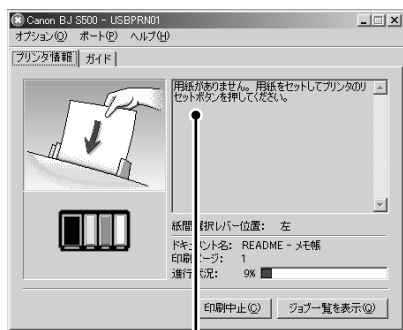 Canon BJ S500 - USBPRN01
オプション(O) ポート(P) ヘルプ(H)
プリンタ情報 ガイド
用紙がありません。用紙をセットしてプリンタのリ
セットボタンを押してください。
紙間選択レバー位置: 左
ドキュメント名: README - メモ帳
印刷ページ: 1
進行状況: 9%
印刷中止(C) ジョブ一覧を表示(Q)